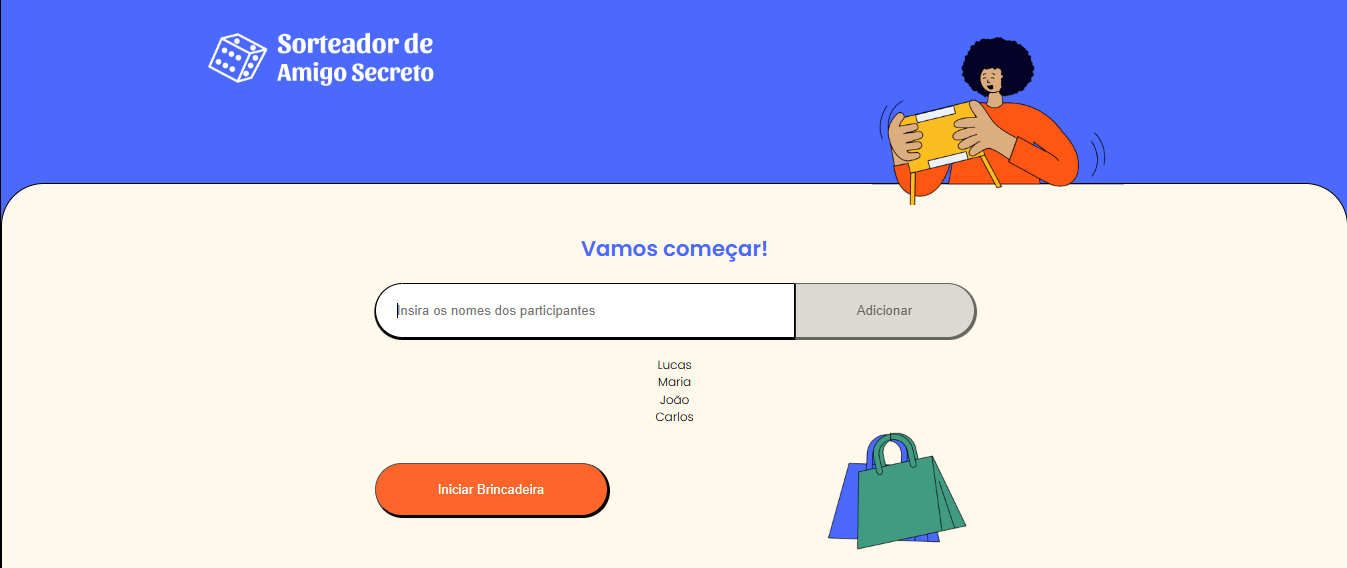 Sorteador de
Amigo Secreto
Vamos começar!
Insira os nomes dos participantes
Adicionar
Lucas
Maria
João
Carlos
Iniciar Brincadeira